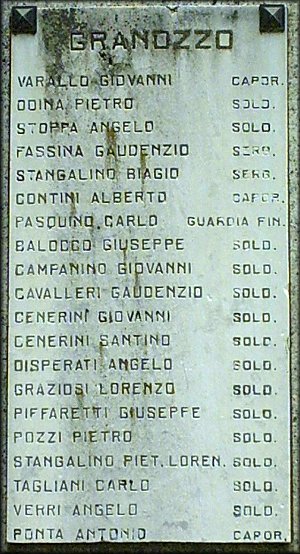 GRANOZZO
VARALLO GIOVANNI CAPOR.
ODINA PIETRO SOLD.
STOPPA ANGELO SOLD.
FASSINA GAUDENZIO SERG.
STANGALINO BIAGIO SERG.
CONTINI ALBERTO CAPOR.
PASQUINO CARLO GUARDIA FIN.
BALOCCO GIUSEPPE SOLD.
CAMPANINO GIOVANNI SOLD.
CAVALLERI GAUDENZIO SOLD.
CENERINI GIOVANNI SOLD.
CENERINI SANTINO SOLD.
DISPERATI ANGELO SOLD.
GRAZIOSI LORENZO SOLD.
PIFFARETTI GIUSEPPE SOLD.
POZZI PIETRO SOLD.
STANGALINO PIET. LOREN. SOLD.
TAGLIANI CARLO SOLD.
VERRI ANGELO SOLD.
PONTA ANTONIO CAPOR.